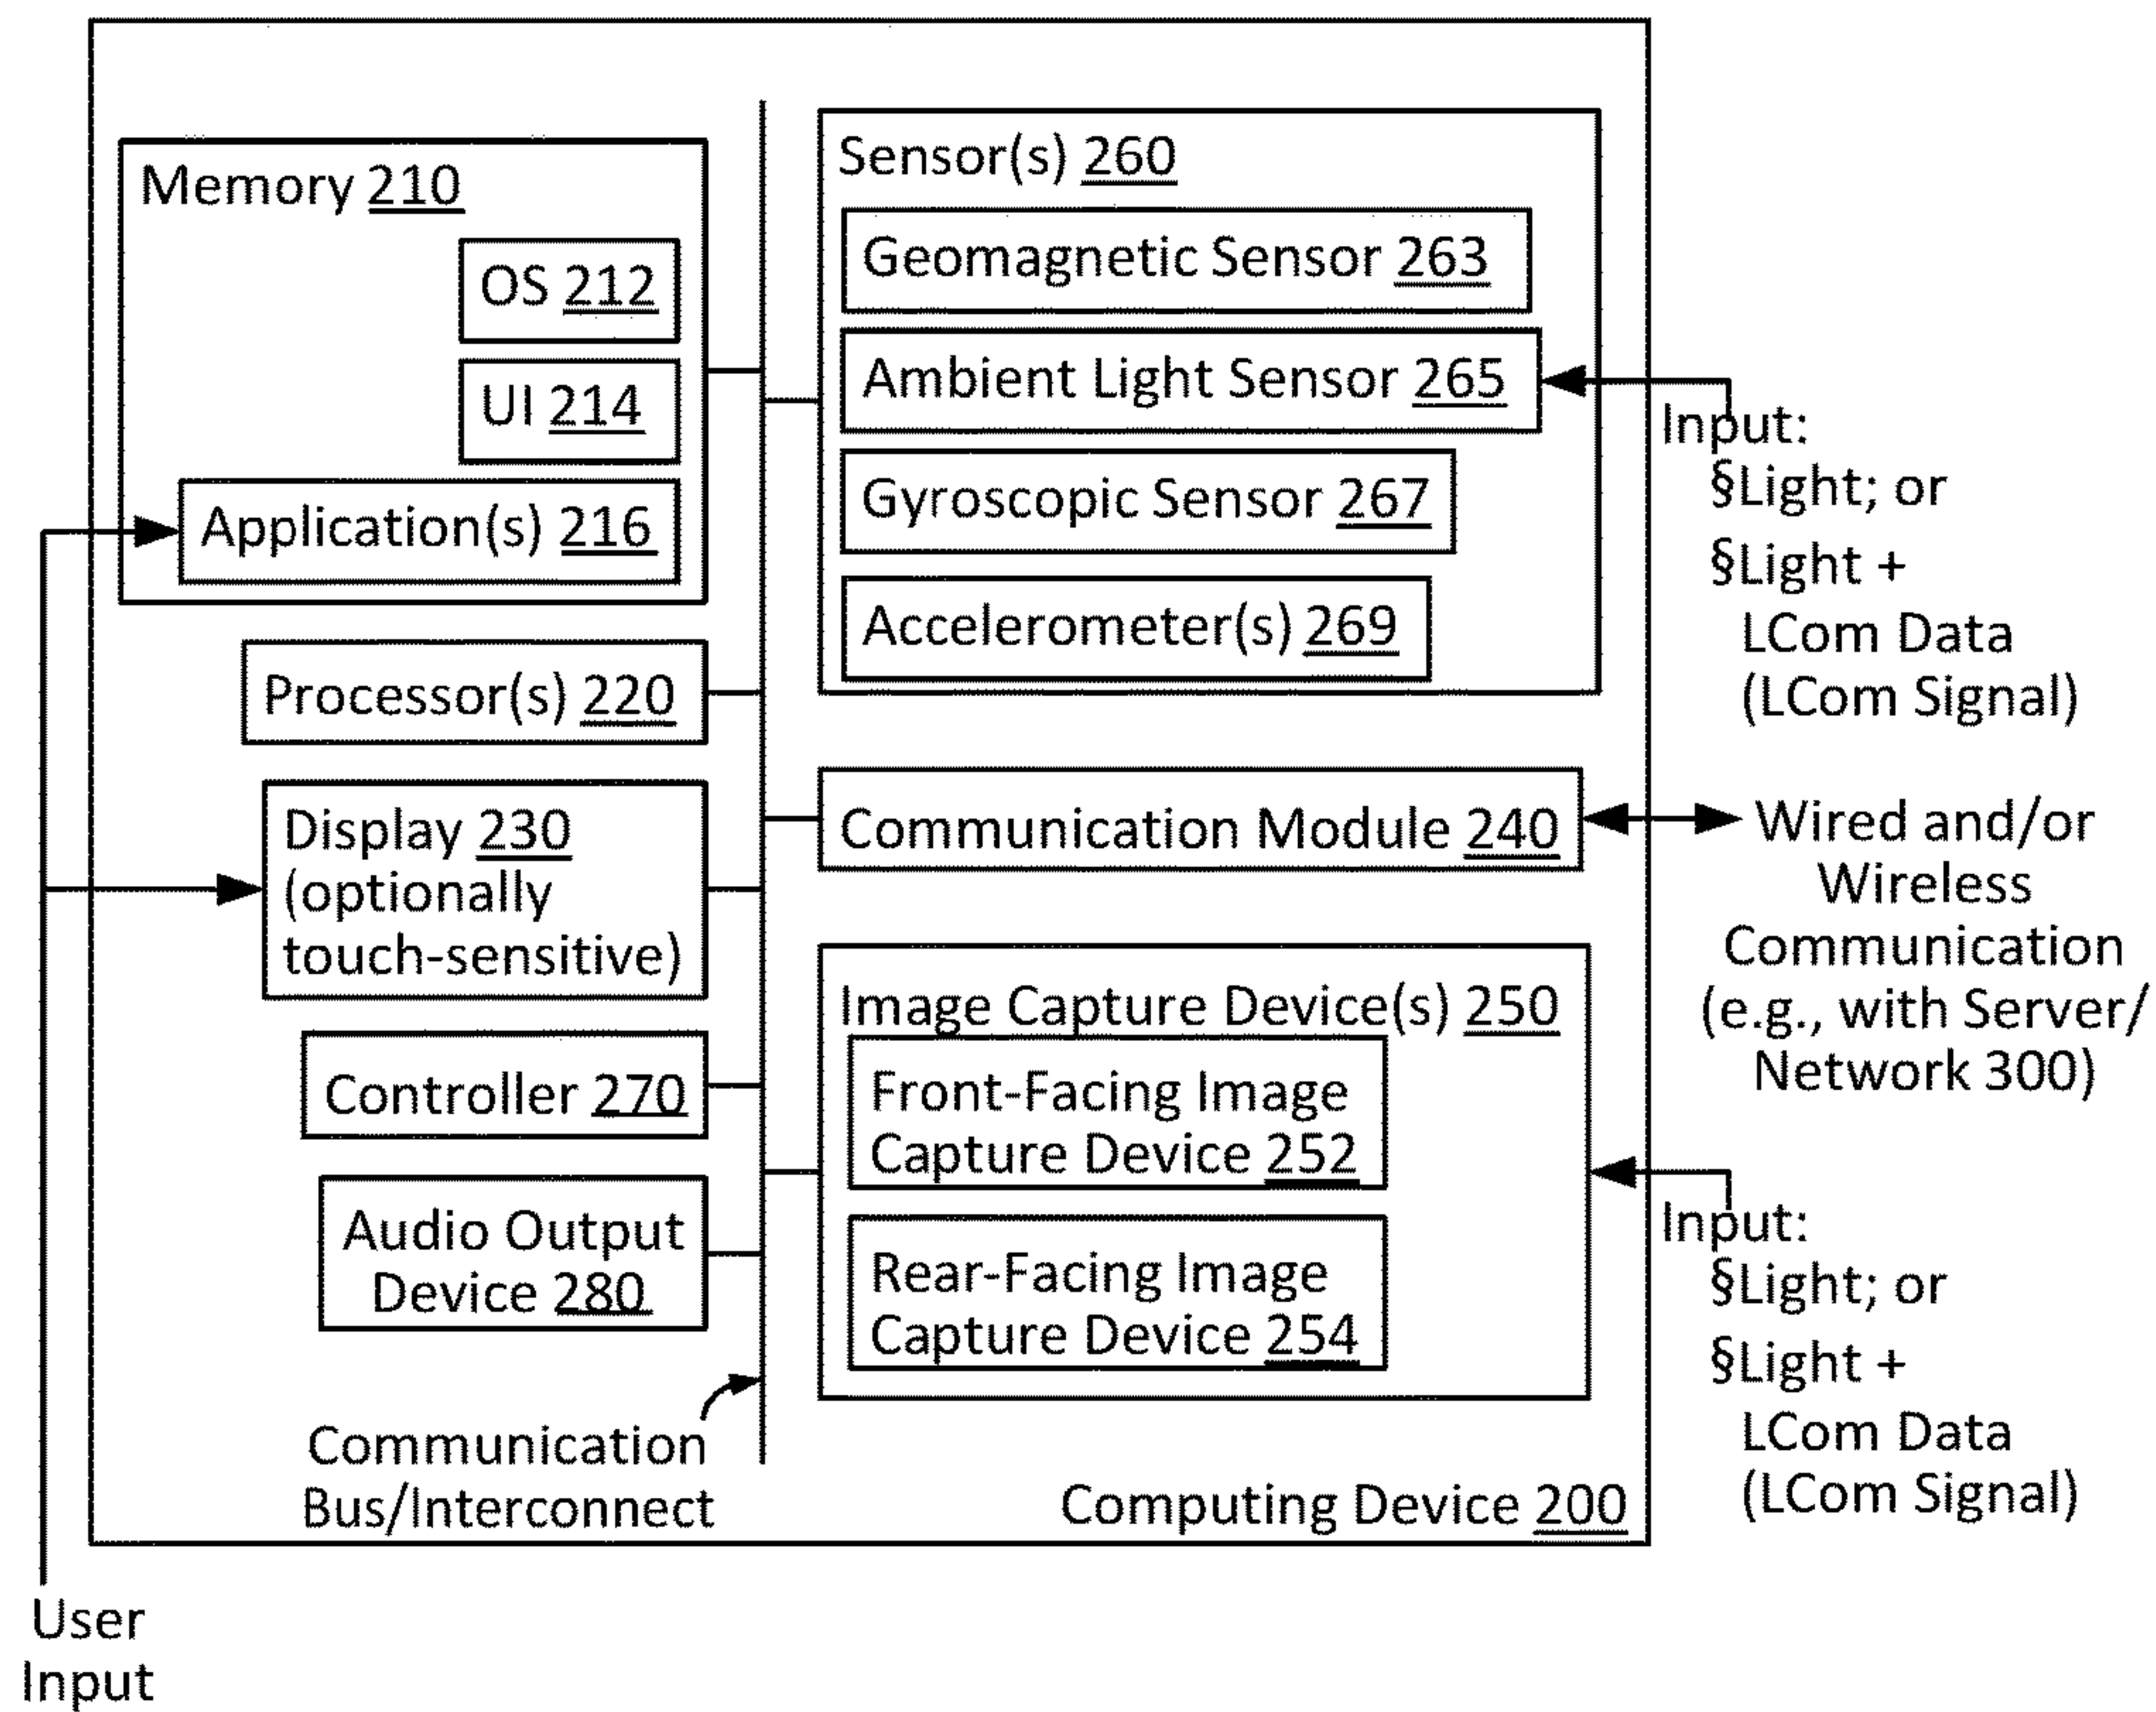 Memory 210
OS 212
UI 214
Application(s) 216
Processor(s) 220
Display 230
(optionally
touch-sensitive)
Controller 270
Audio Output
Device 280
Communication
Bus/Interconnect
Sensor(s) 260
Geomagnetic Sensor 263
Ambient Light Sensor 265
Gyroscopic Sensor 267
Accelerometer(s) 269
Communication Module 240
Image Capture Device(s) 250
Front-Facing Image
Capture Device 252
Rear-Facing Image
Capture Device 254
Computing Device 200
Input:
§Light; or
§Light +
LCom Data
(LCom Signal)
Wired and/or
Wireless
Communication
(e.g., with Server/
Network 300)
Input:
§Light; or
§Light +
LCom Data
(LCom Signal)
User
Input